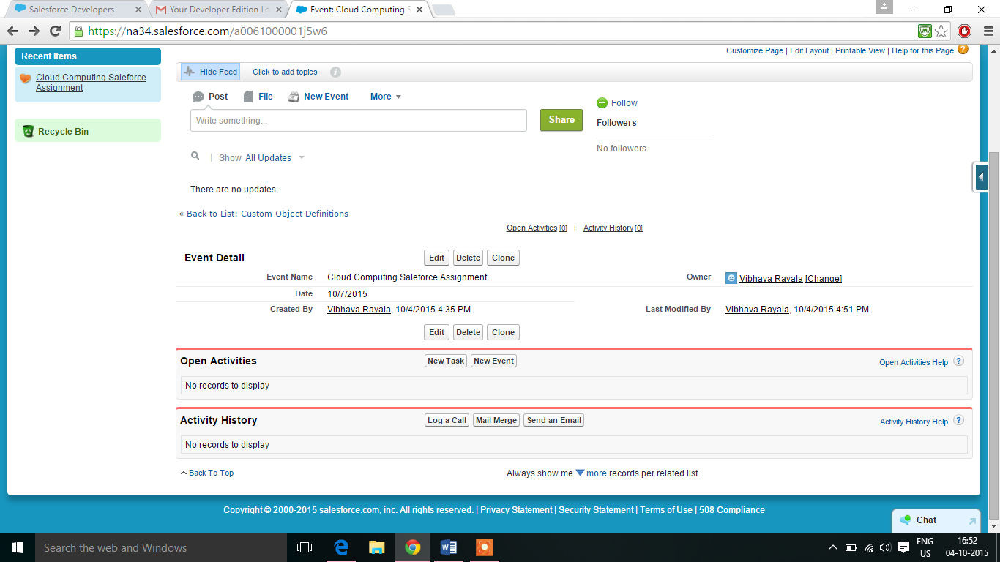 Salesforce Developers
Your Developer Edition Lo
Event: Cloud Computing S
https://na34.salesforce.com/a0061000001j5w6
Recent Items
Cloud Computing Saleforce
Assignment
Recycle Bin
Customize Page | Edit Layout | Printable View | Help for this Page ?
Hide Feed Click to add topics i
Post File New Event More
Write something... Share
Follow
Followers
No followers.
Show All Updates
There are no updates.
« Back to List: Custom Object Definitions
Open Activities [0] | Activity History [0]
Event Detail Edit Delete Clone
Event Name Cloud Computing Saleforce Assignment Owner Vibhava Rayala [Change]
Date 10/7/2015
Created By Vibhava Rayala, 10/4/2015 4:35 PM Last Modified By Vibhava Rayala, 10/4/2015 4:51 PM
Edit Delete Clone
Open Activities New Task New Event Open Activities Help ?
No records to display
Activity History Log a Call Mail Merge Send an Email Activity History Help ?
No records to display
Back To Top Always show me more records per related list
Copyright © 2000-2015 salesforce.com, inc. All rights reserved. | Privacy Statement | Security Statement | Terms of Use | 508 Compliance
Chat
Search the web and Windows
ENG
US
16:52
04-10-2015